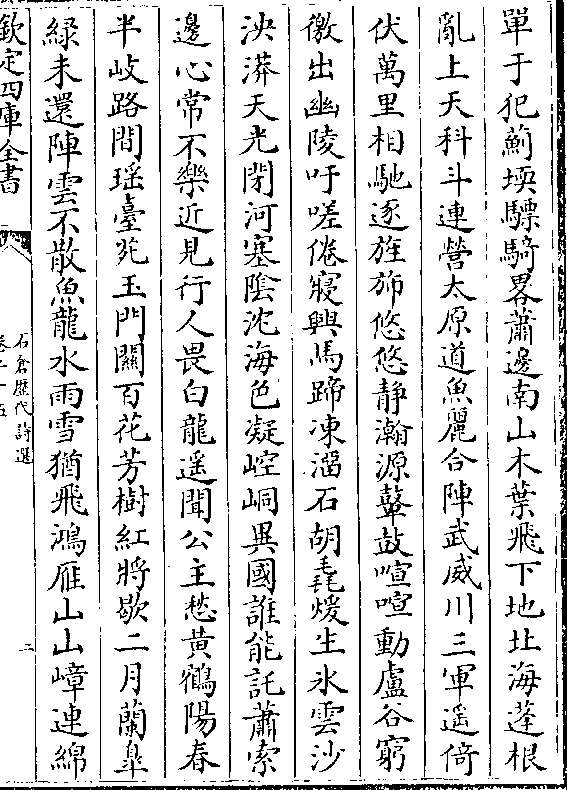 單于犯薊壖驃騎畧蕭邊南山木葉飛下地北海蓬根
亂上天科斗連營太原道魚麗合陣武威川三軍遥倚
伏萬里相馳逐旌斾悠悠静瀚源鼙敔喧喧動盧谷窮
徼出幽陵吁嗟倦寢興馬蹄凍溜石胡毳煖生氷雲沙
泱漭天光閉河塞陰沈海色凝崆峒異國誰能託蕭索
邊心常不樂近見行人畏白龍遥聞公主愁黄鶴陽春
半岐路間瑶臺苑玉門闗百花芳樹紅將歇二月蘭臯
緑未還陣雲不散魚龍水雨雪猶飛鴻雁山山嶂連綿
欽定四庫全書
石倉歷代詩選
卷二十五
二